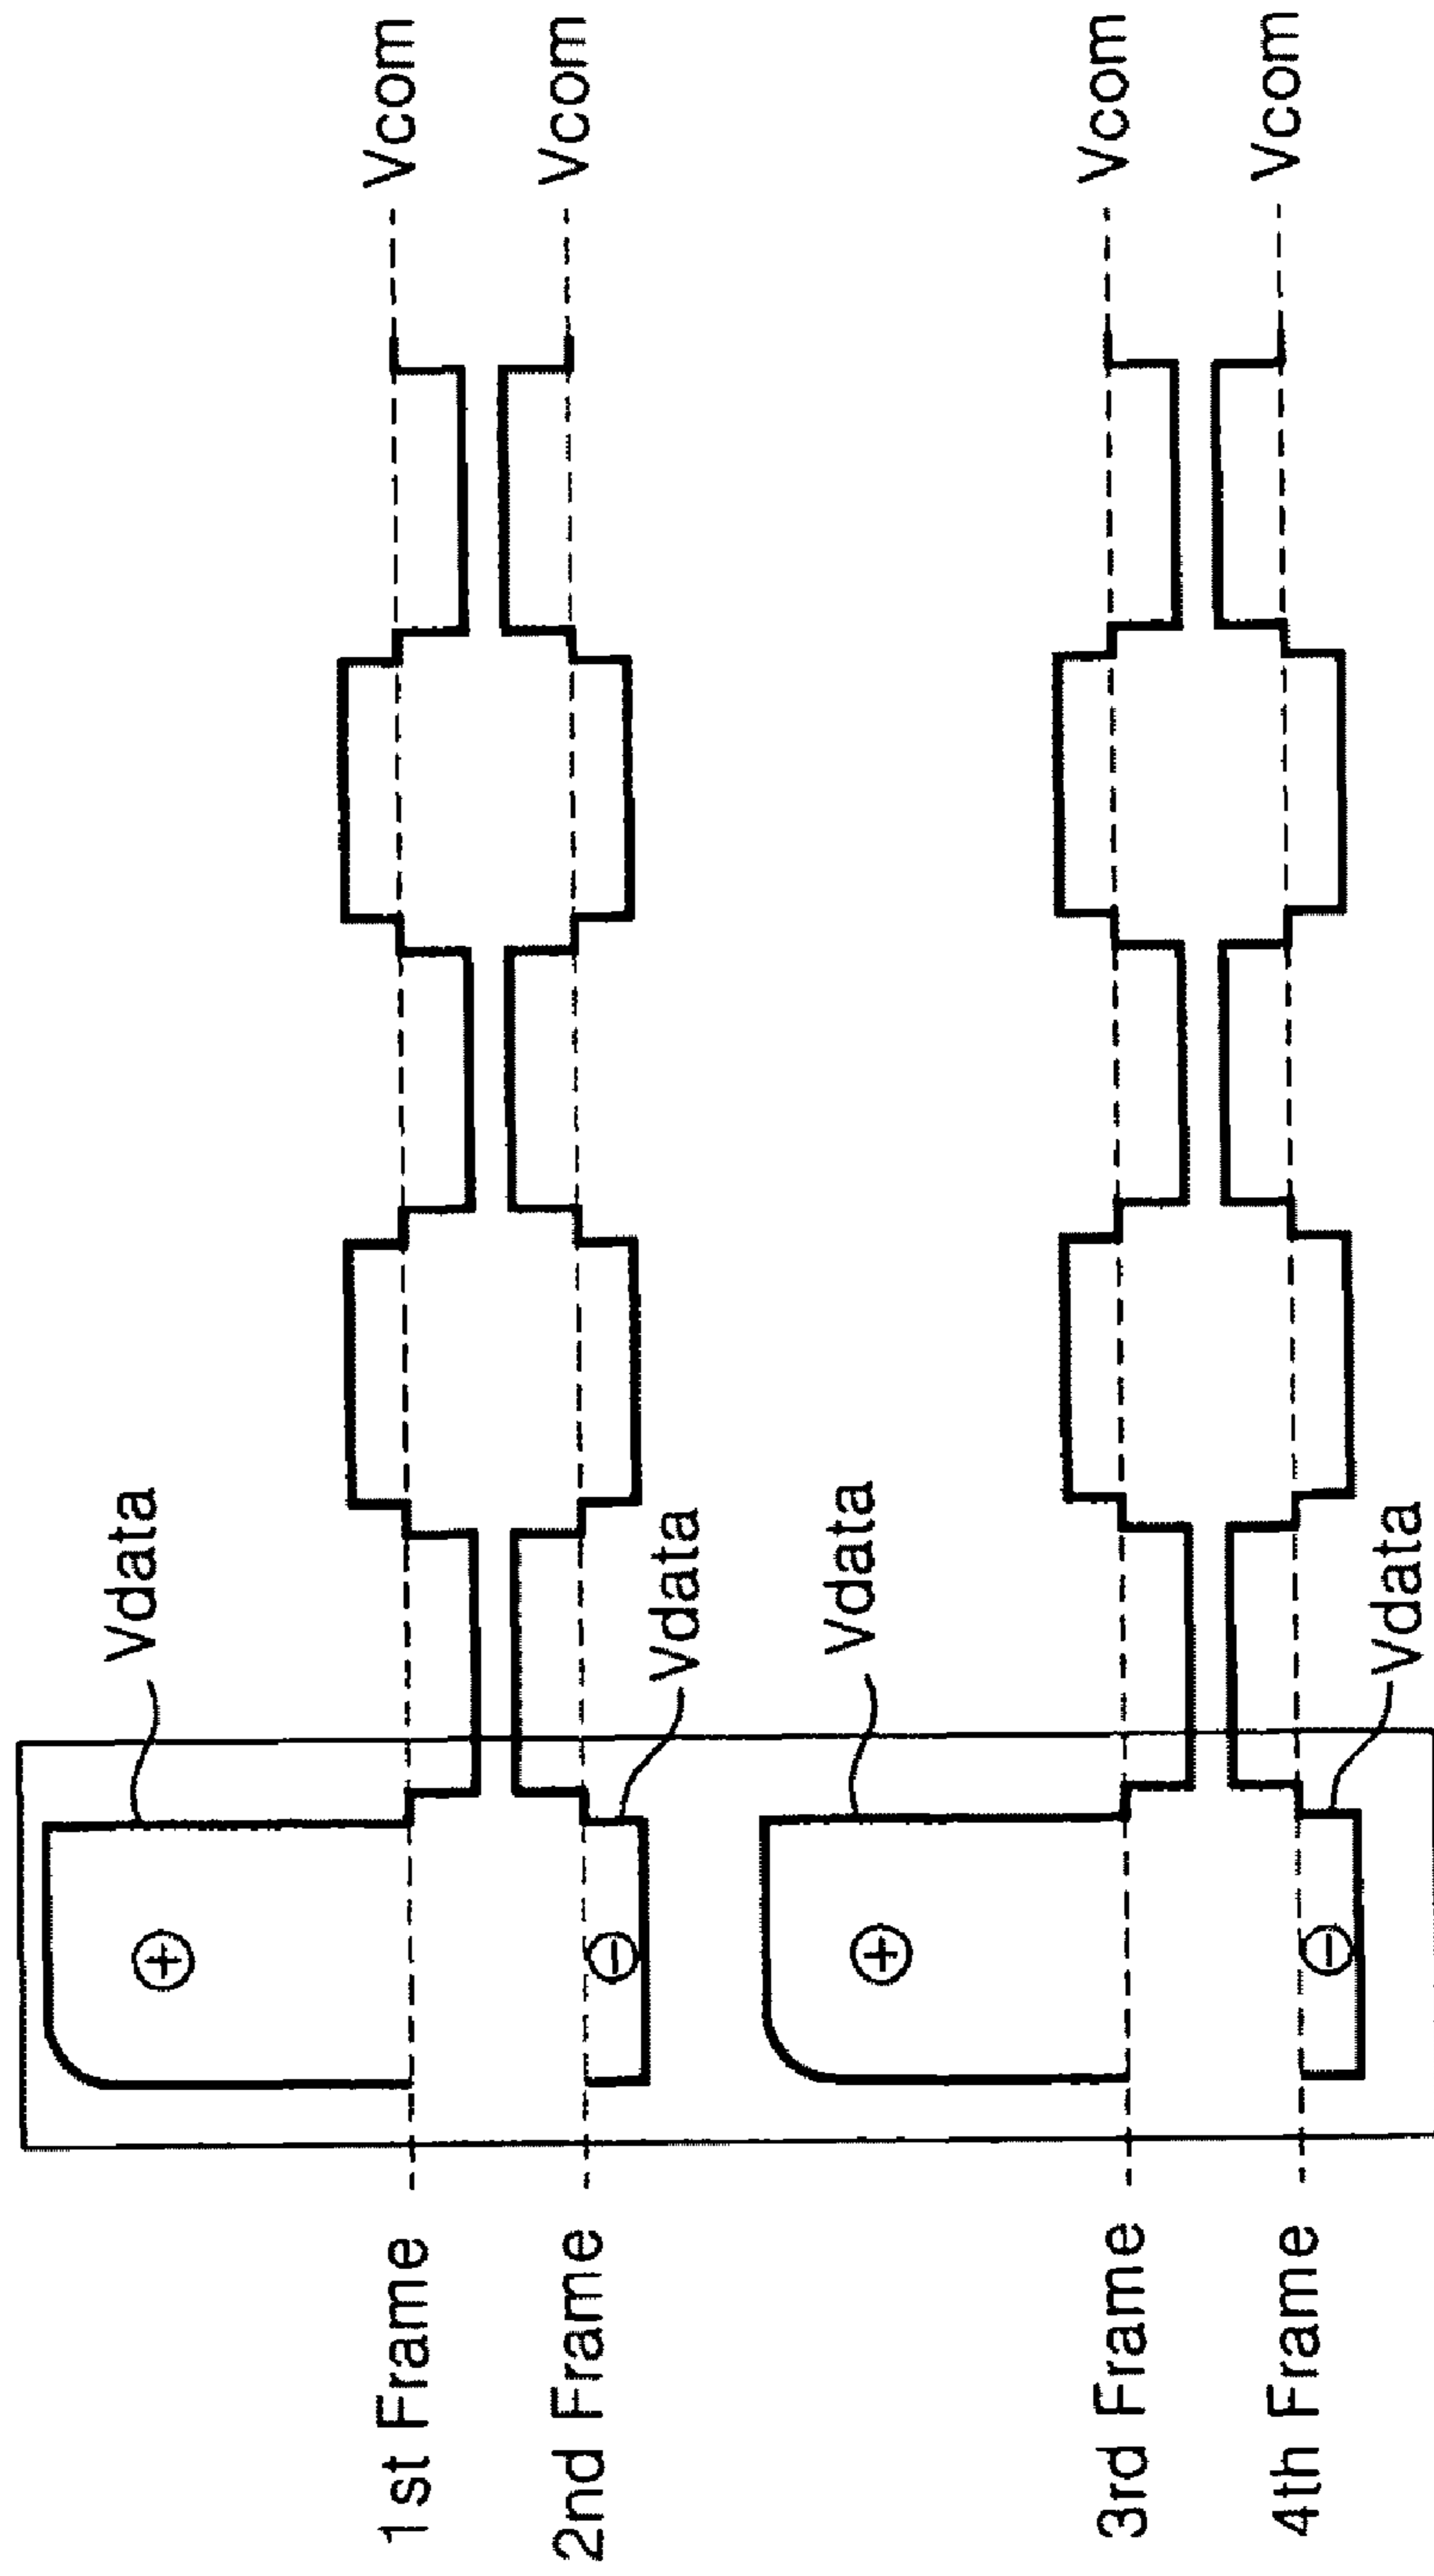 Vdata
1st Frame
Vcom
2nd Frame
Vcom
Vdata
Vdata
3rd Frame
Vcom
4th Frame
Vcom
Vdata